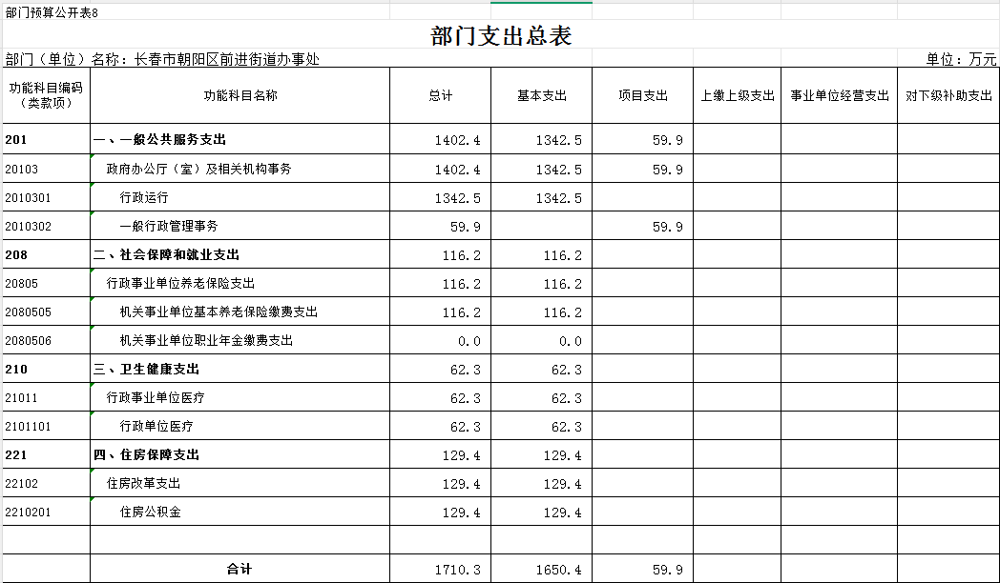 部门预算公开表8
部门支出总表
部门（单位）名称：长春市朝阳区前进街道办事处 单位：万元
功能科目编码（类款项） 功能科目名称 总计 基本支出 项目支出 上缴上级支出 事业单位经营支出 对下级补助支出
201 一、一般公共服务支出 1402.4 1342.5 59.9
20103 政府办公厅（室）及相关机构事务 1402.4 1342.5 59.9
2010301 行政运行 1342.5 1342.5
2010302 一般行政管理事务 59.9 59.9
208 二、社会保障和就业支出 116.2 116.2
20805 行政事业单位养老保险支出 116.2 116.2
2080505 机关事业单位基本养老保险缴费支出 116.2 116.2
2080506 机关事业单位职业年金缴费支出 0.0 0.0
210 三、卫生健康支出 62.3 62.3
21011 行政事业单位医疗 62.3 62.3
2101101 行政单位医疗 62.3 62.3
221 四、住房保障支出 129.4 129.4
22102 住房改革支出 129.4 129.4
2210201 住房公积金 129.4 129.4
合计 1710.3 1650.4 59.9